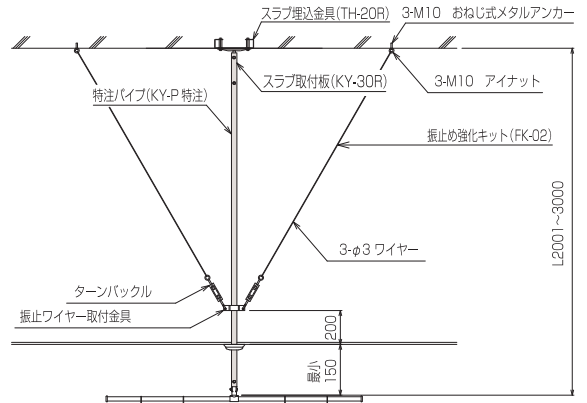 スラブ埋込金具(TH-20R)
3-M10 おねじ式メタルアンカー
スラブ取付板(KY-30R)
3-M10 アイナット
特注パイプ(KY-P 特注)
振止め強化キット(FK-02)
L2001~3000
3-φ3 ワイヤー
ターンバックル
振止ワイヤー取付金具
200
最小
150